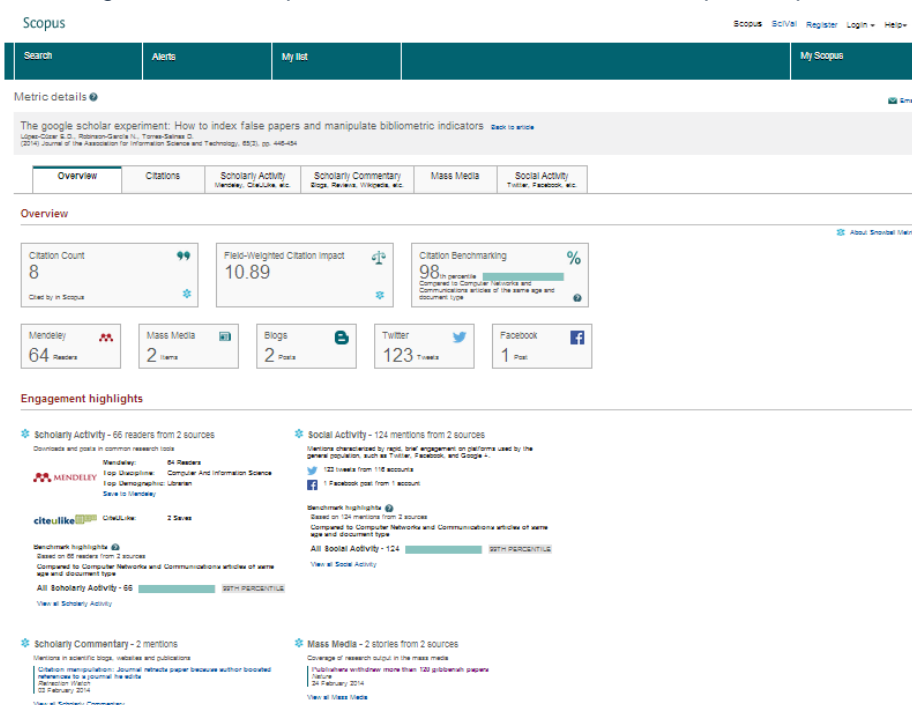 Scopus
Scopus SciVal Register Login Help
Search Alerts My list My Scopus
Metric details
The google scholar experiment: How to index false papers and manipulate bibliometric indicators Back to article
López-Cózar E.D., Robinson-García N., Torres-Salinas D.
(2014) Journal of the Association for Information Science and Technology, 65(3), pp. 446-454
Overview Citations Scholarly Activity Scholarly Commentary Mass Media Social Activity
Mendeley, CiteULike, etc. Blogs, Reviews, Wikipedia, etc. Twitter, Facebook, etc.
Overview
Citation Count Field-Weighted Citation Impact Citation Benchmarking
8 10.89 98th percentile
Cited by in Scopus
Compared to Computer Networks and
Communications articles of the same age and
document type
Mendeley Mass Media Blogs Twitter Facebook
64 Readers 2 Items 2 Posts 123 Tweets 1 Post
Engagement highlights
Scholarly Activity - 66 readers from 2 sources
Downloads and posts in common research tools
MENDELEY
Mendeley: 64 Readers
Top Discipline: Computer And Information Science
Top Demographic: Librarian
Save to Mendeley
citeulike
CiteULike: 2 Saves
Benchmark highlights
Based on 66 readers from 2 sources
Compared to Computer Networks and Communications articles of same
age and document type
All Scholarly Activity - 66 99TH PERCENTILE
View all Scholarly Activity
Social Activity - 124 mentions from 2 sources
Mentions characterized by rapid, brief engagement on platforms used by the
general population, such as Twitter, Facebook, and Google +.
123 tweets from 116 accounts
1 Facebook post from 1 account
Benchmark highlights
Based on 124 mentions from 2 sources
Compared to Computer Networks and Communications articles of same
age and document type
All Social Activity - 124 99TH PERCENTILE
View all Social Activity
Scholarly Commentary - 2 mentions
Mentions in scientific blogs, websites and publications
Citation manipulation: Journal retracts paper because author boosted
references to a journal he edits
Retraction Watch
03 February 2014
View all Scholarly Commentary
Mass Media - 2 stories from 2 sources
Coverage of research output in the mass media
Publishers withdraw more than 120 gibberish papers
Nature
24 February 2014
View all Mass Media